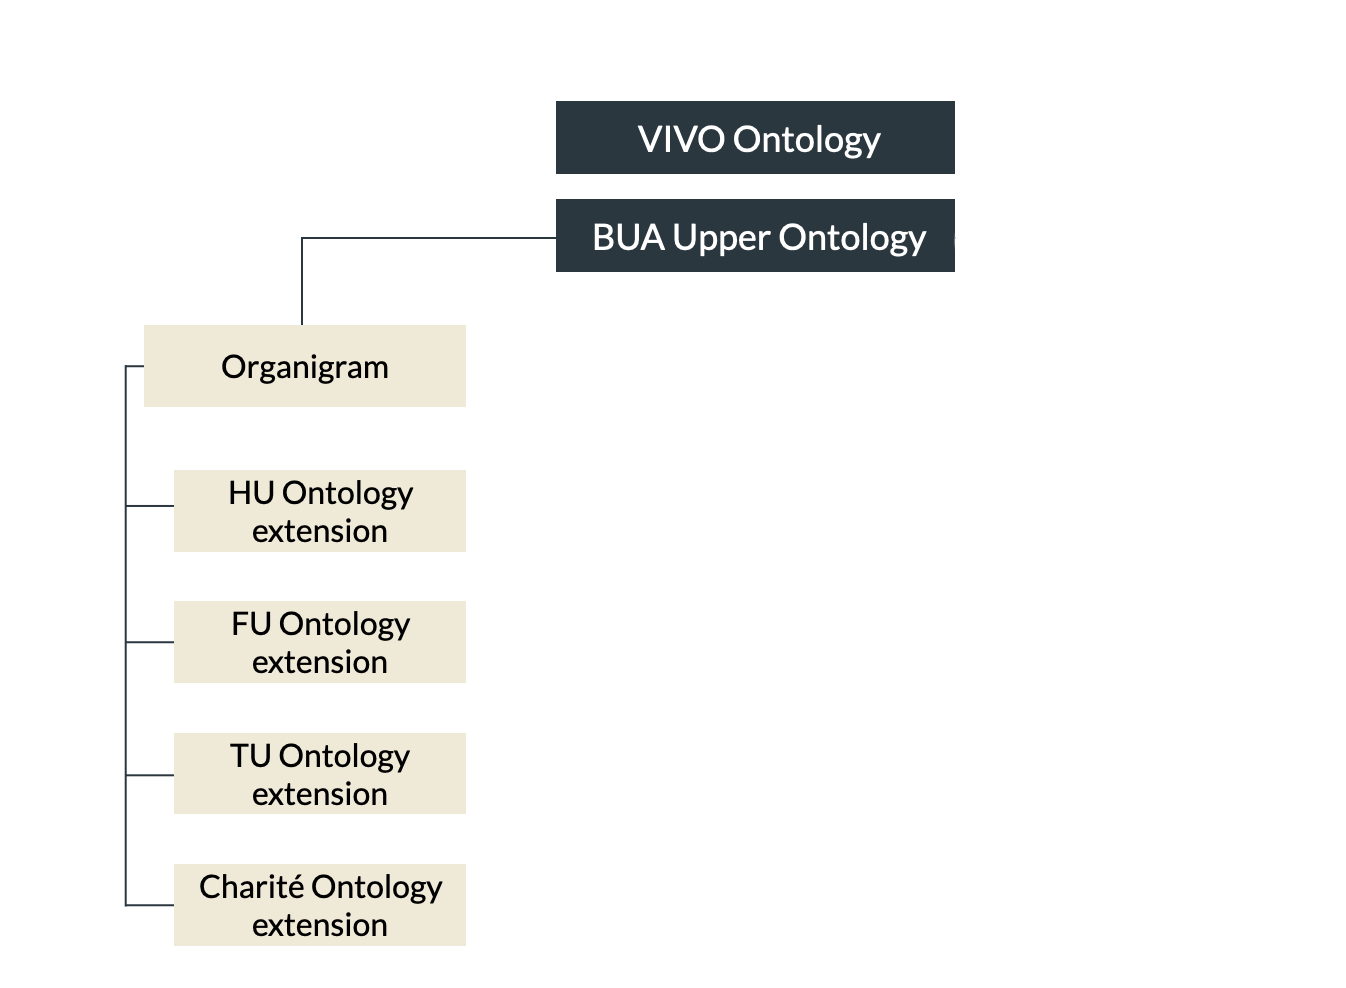 VIVO Ontology
BUA Upper Ontology
Organigram
HU Ontology
extension
FU Ontology
extension
TU Ontology
extension
Charité Ontology
extension